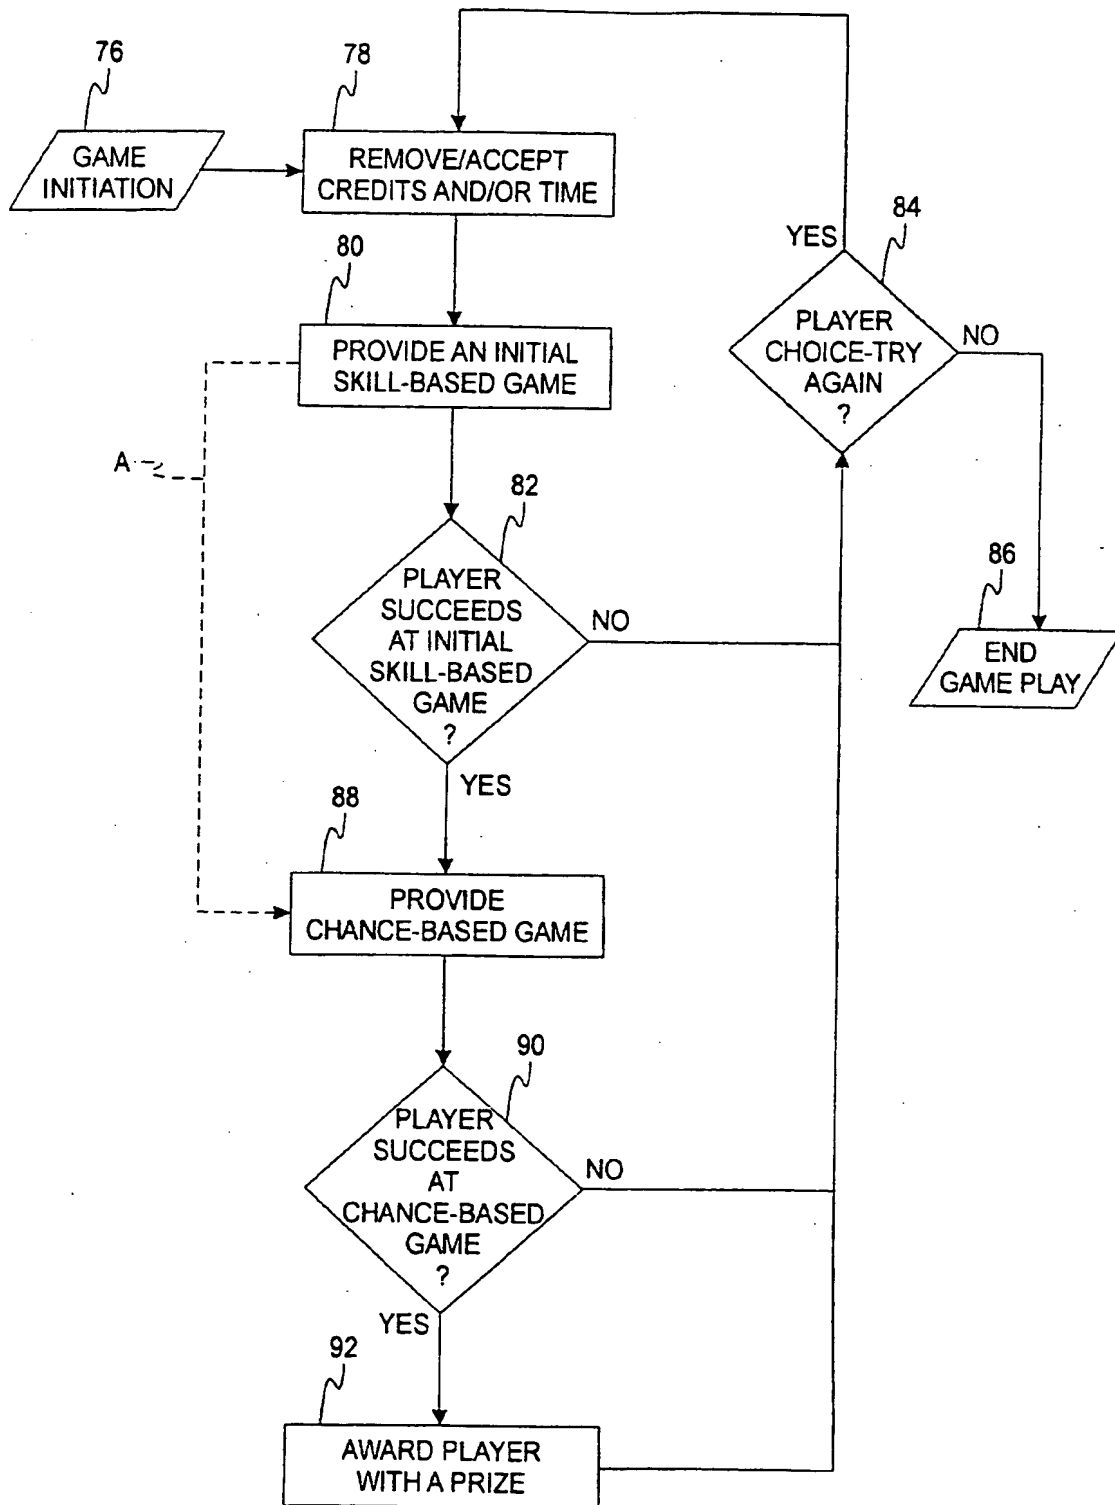 76
GAME
INITIATION
78
REMOVE/ACCEPT
CREDITS AND/OR TIME
80
PROVIDE AN INITIAL
SKILL-BASED GAME
A
82
PLAYER
SUCCEEDS
AT INITIAL
SKILL-BASED
GAME
?
NO
YES
84
YES
PLAYER
CHOICE-TRY
AGAIN
?
NO
86
END
GAME PLAY
88
PROVIDE
CHANCE-BASED GAME
90
PLAYER
SUCCEEDS
AT
CHANCE-BASED
GAME
?
NO
YES
92
AWARD PLAYER
WITH A PRIZE